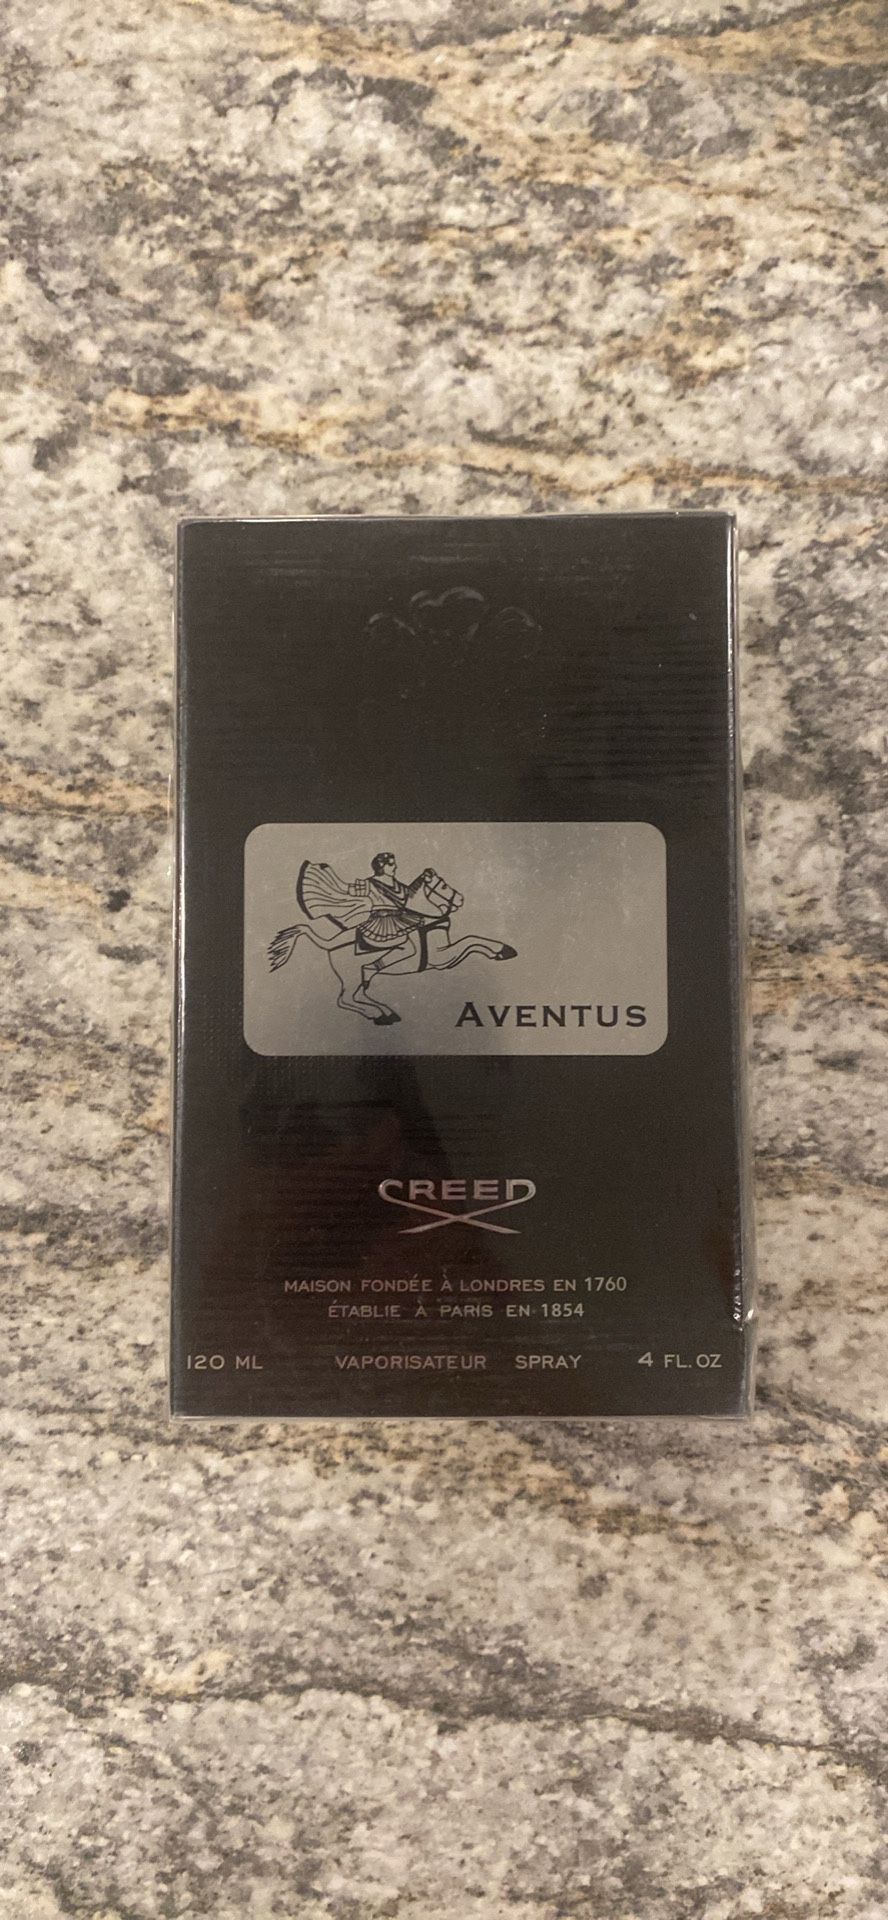 AVENTUS
CREED
MAISON FONDÉE À LONDRES EN 1760
ÉTABLIE À PARIS EN 1854
120 ML VAPORISATEUR SPRAY 4 FL. OZ